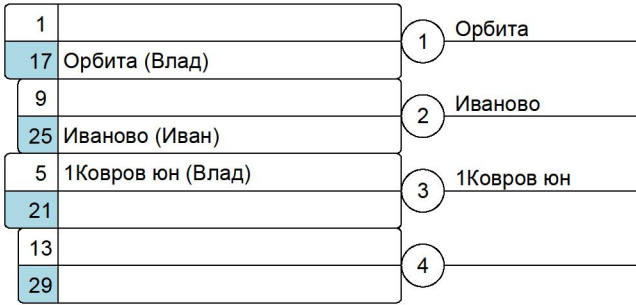 1
1 Орбита
17 Орбита (Влад)
9
2 Иваново
25 Иваново (Иван)
5 1Ковров юн (Влад)
3 1Ковров юн
21
13
4
29